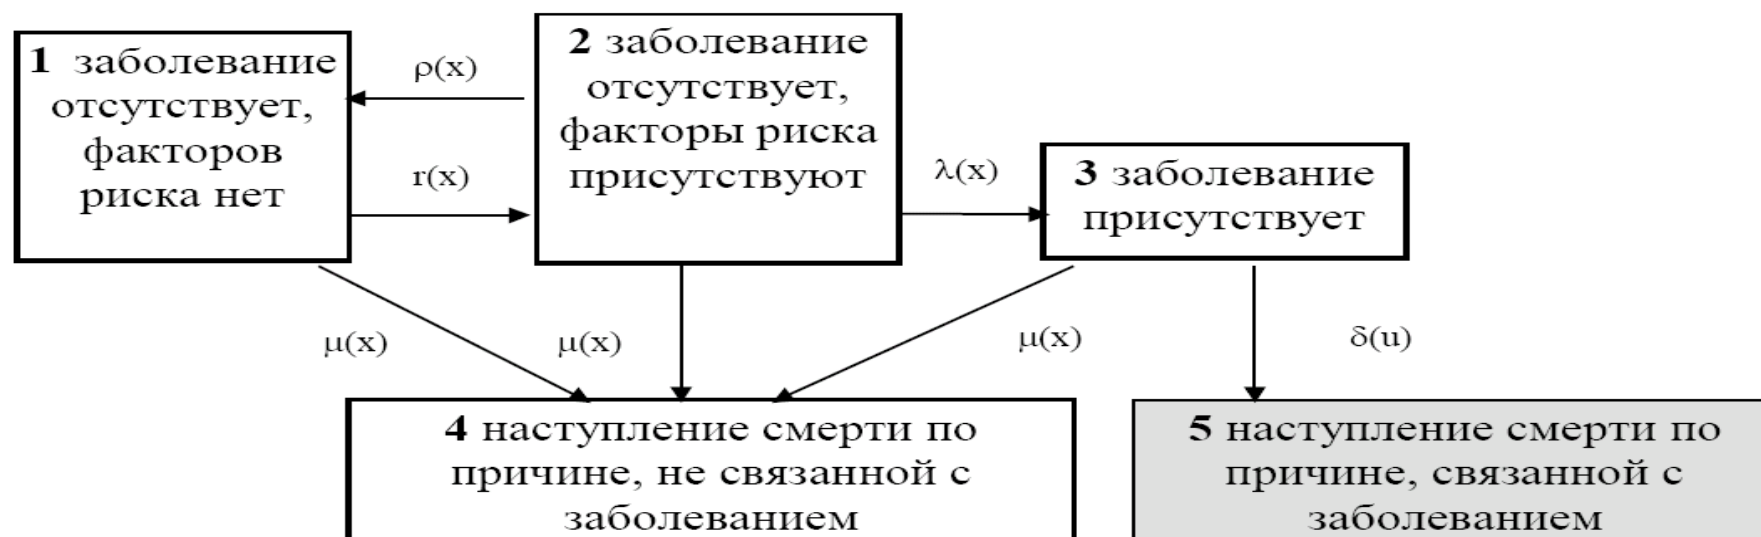 1 заболевание
отсутствует,
факторов
риска нет
ρ(x)
r(x)
2 заболевание
отсутствует,
факторы риска
присутствуют
λ(x)
3 заболевание
присутствует
μ(x)
μ(x)
μ(x)
δ(u)
4 наступление смерти по
причине, не связанной с
заболеванием
5 наступление смерти по
причине, связанной с
заболеванием